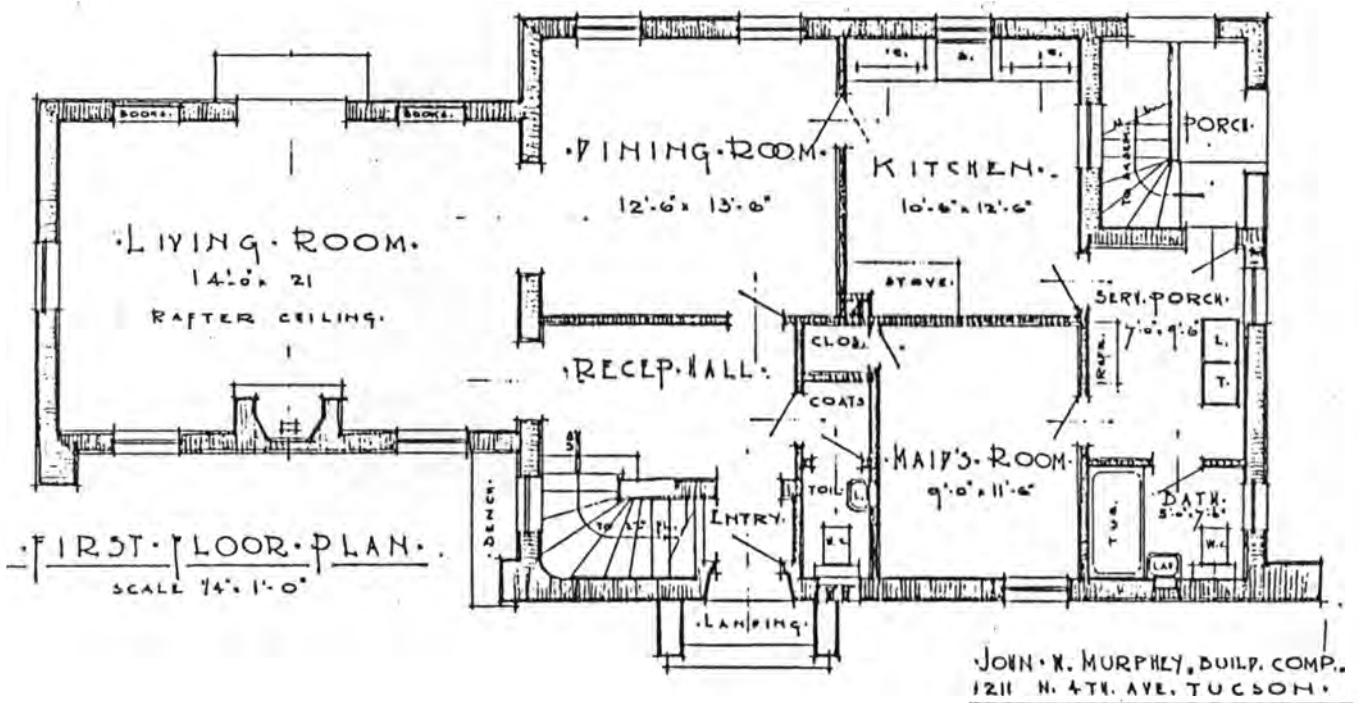 BOOKS.
BOOKS.
R.
PORCH.
·DINING·ROOM.
12'-6" x 13'-6"
KITCHEN.
10'-6" x 12'-6"
·LIVING·ROOM.
14'-0" x 21
RAFTER CEILING.
STOVE.
SERV. PORCH.
7'-0" x 9'-6"
REFR.
L.
T.
CLOS.
·RECEP. HALL.
COATS
UP
·MAID'S·ROOM.
9'-0" x 11'-6"
TOIL.
L.
W.C.
ENTRY.
BENCH
TUB.
BATH.
W.C.
LAV
·LANDING.
·FIRST·FLOOR·PLAN.
SCALE 1/4" = 1'-0"
·JOHN·W. MURPHEY. BUILD. COMP..
1211 N. 4TH. AVE. TUCSON.